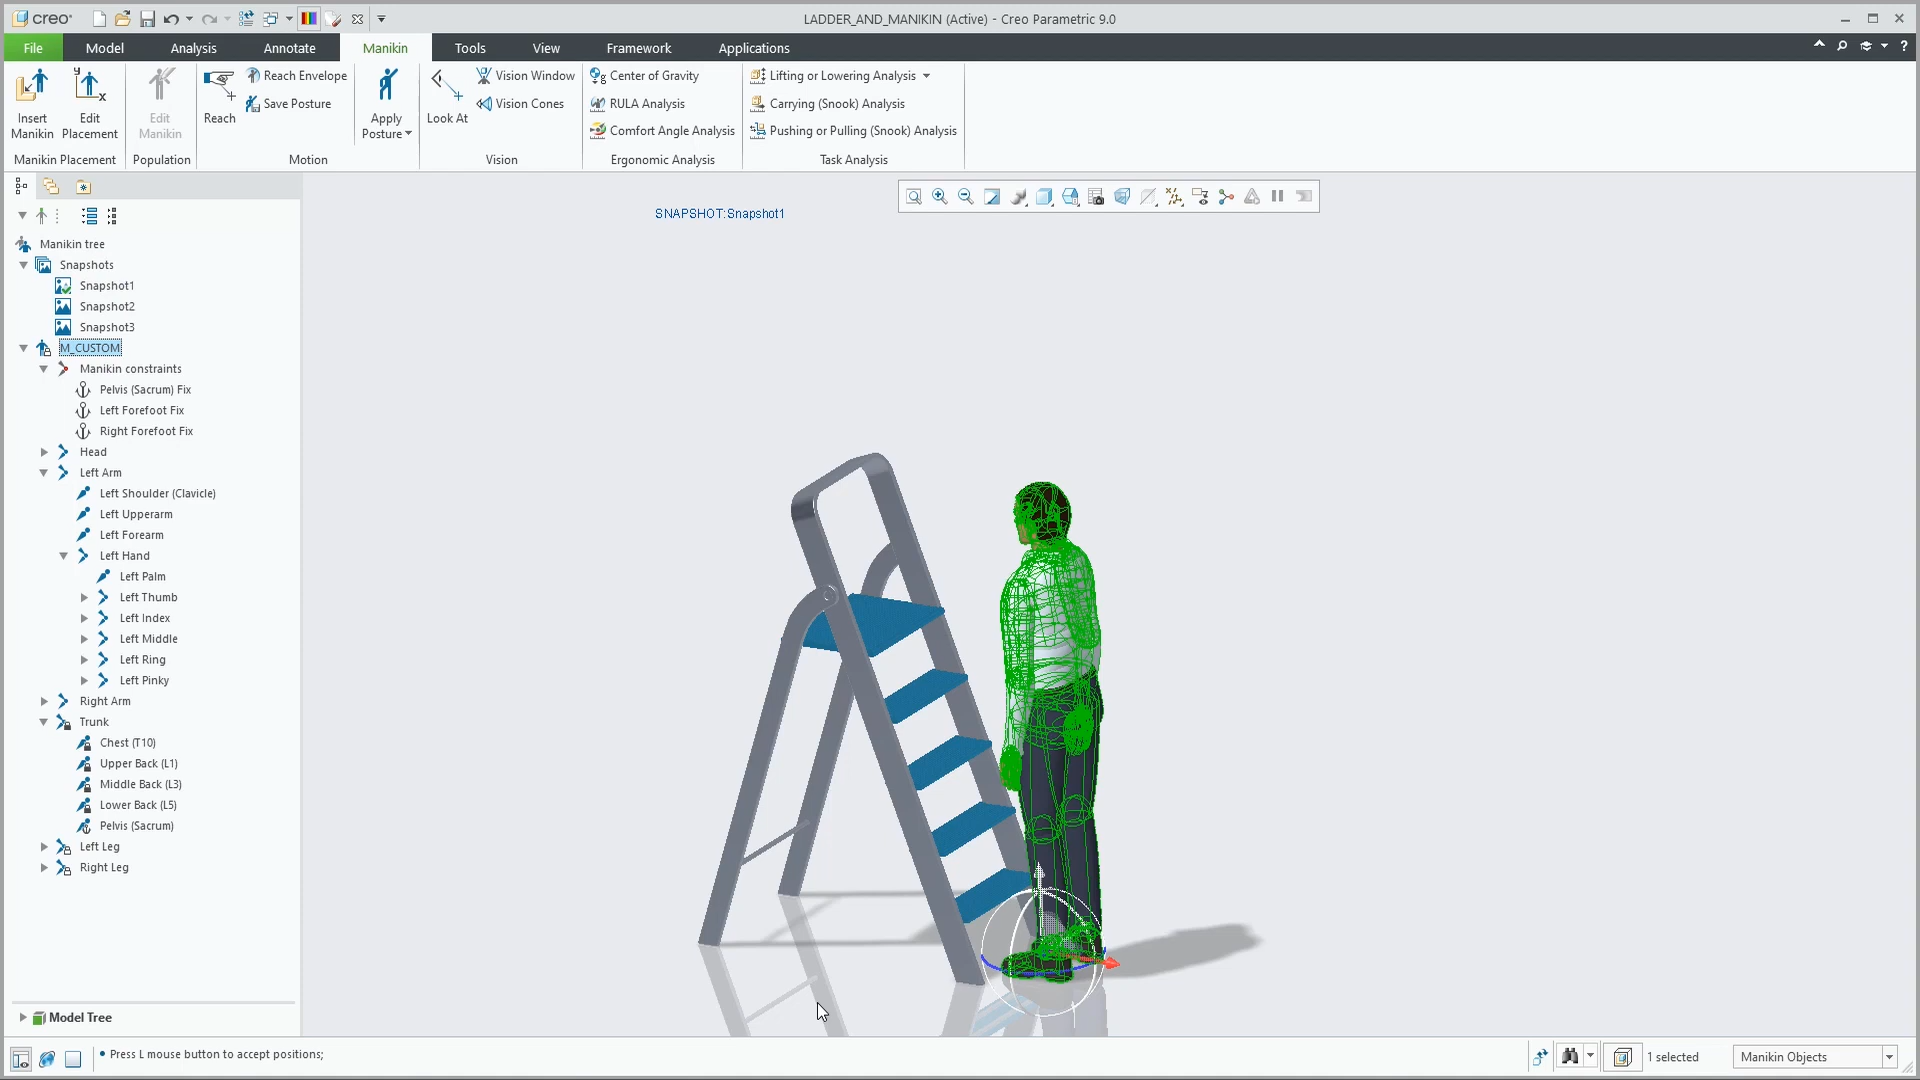 creo
LADDER_AND_MANIKIN (Active) - Creo Parametric 9.0
File Model Analysis Annotate Manikin Tools View Framework Applications
Insert Manikin
Edit Placement
Manikin Placement
Edit Manikin
Population
Reach
Reach Envelope
Save Posture
Apply Posture
Motion
Look At
Vision Window
Vision Cones
Vision
Center of Gravity
RULA Analysis
Comfort Angle Analysis
Ergonomic Analysis
Lifting or Lowering Analysis
Carrying (Snook) Analysis
Pushing or Pulling (Snook) Analysis
Task Analysis
SNAPSHOT:Snapshot1
Manikin tree
Snapshots
Snapshot1
Snapshot2
Snapshot3
M_CUSTOM
Manikin constraints
Pelvis (Sacrum) Fix
Left Forefoot Fix
Right Forefoot Fix
Head
Left Arm
Left Shoulder (Clavicle)
Left Upperarm
Left Forearm
Left Hand
Left Palm
Left Thumb
Left Index
Left Middle
Left Ring
Left Pinky
Right Arm
Trunk
Chest (T10)
Upper Back (L1)
Middle Back (L3)
Lower Back (L5)
Pelvis (Sacrum)
Left Leg
Right Leg
Model Tree
• Press L mouse button to accept positions;
1 selected
Manikin Objects